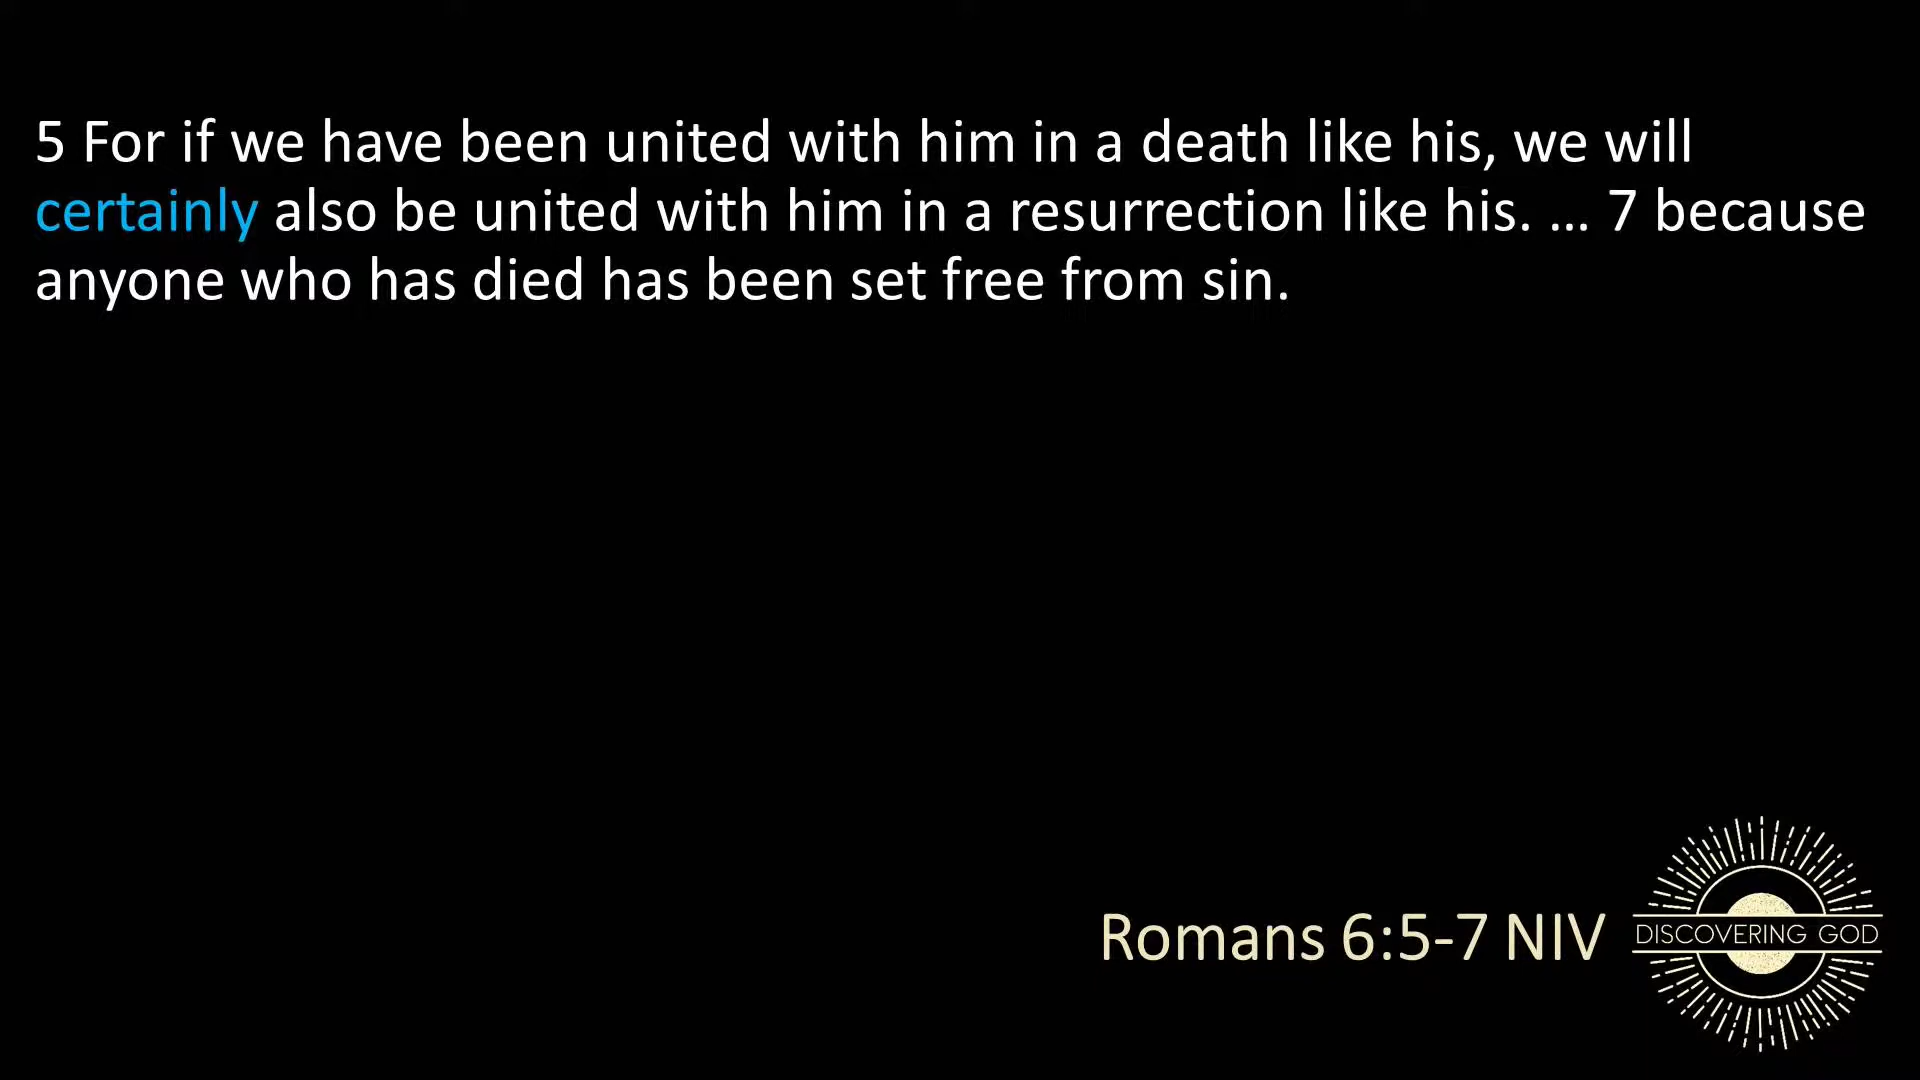 5 For if we have been united with him in a death like his, we will
certainly also be united with him in a resurrection like his. ... 7 because
anyone who has died has been set free from sin.
Romans 6:5-7 NIV
DISCOVERING GOD